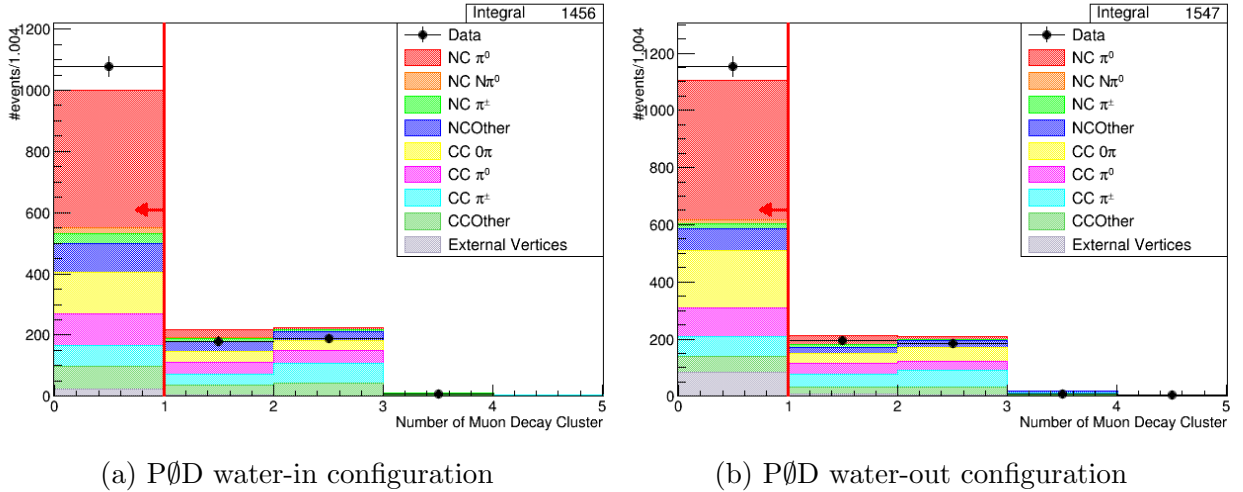 Integral 1456
#events/1.004
1200
1000
800
600
400
200
0
0 1 2 3 4 5
Number of Muon Decay Cluster
Data
NC π⁰
NC Nπ⁰
NC π±
NCOther
CC 0π
CC π⁰
CC π±
CCOther
External Vertices
(a) P∅D water-in configuration
Integral 1547
#events/1.004
1200
1000
800
600
400
200
0
0 1 2 3 4 5
Number of Muon Decay Cluster
Data
NC π⁰
NC Nπ⁰
NC π±
NCOther
CC 0π
CC π⁰
CC π±
CCOther
External Vertices
(b) P∅D water-out configuration